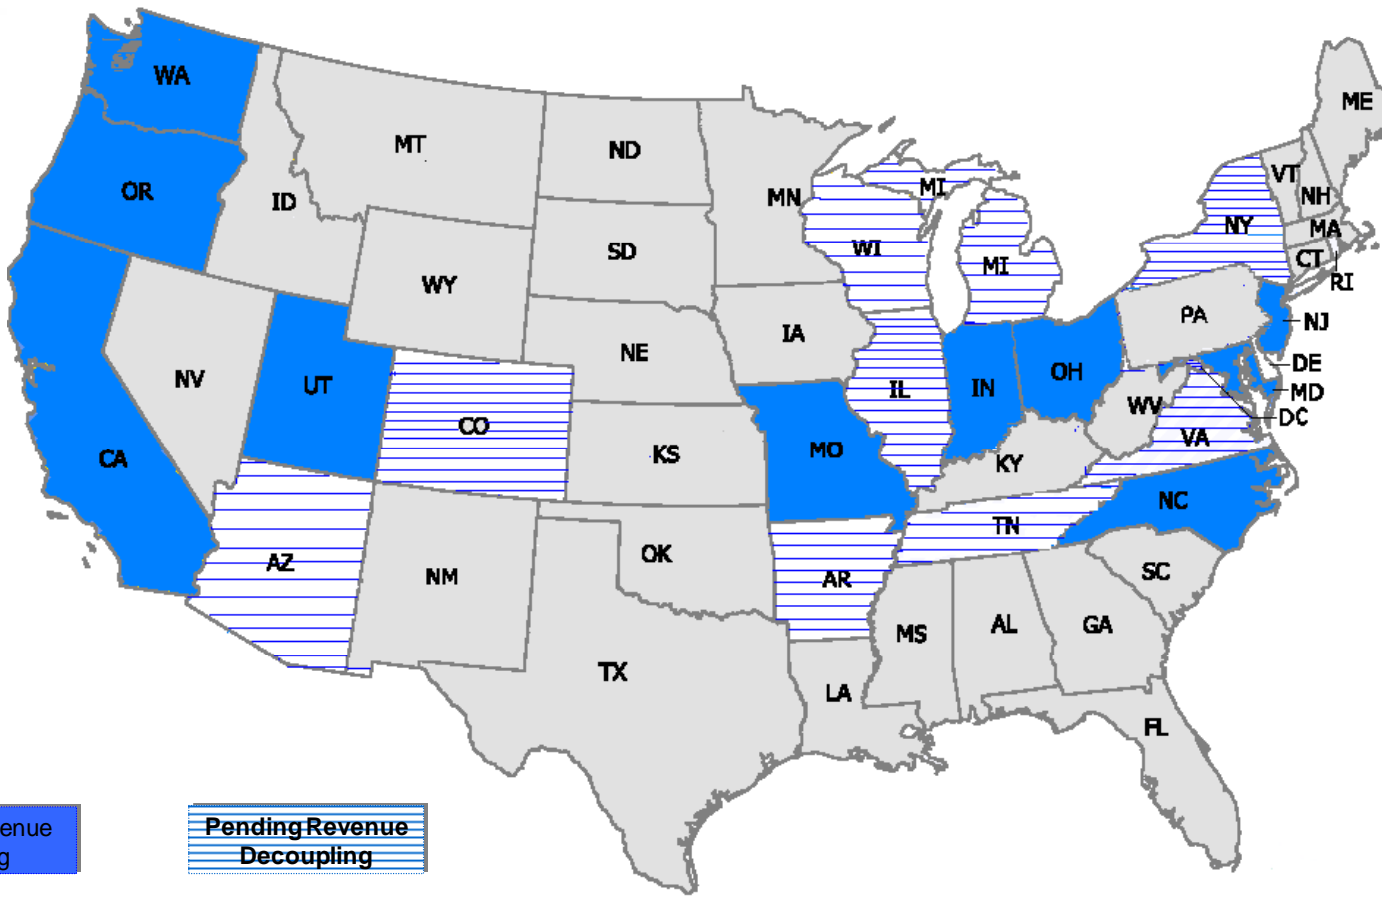 WA
ME
MT
ND
VT
OR
MI
MN
NH
ID
NY
MA
WI
SD
CT
MI
WY
RI
PA
NJ
IA
NE
DE
NV
UT
OH
IN
IL
MD
WV
DC
CO
VA
MO
KS
CA
KY
NC
TN
OK
AZ
SC
NM
AR
AL
GA
MS
TX
LA
FL
enue
g
Pending Revenue
Decoupling